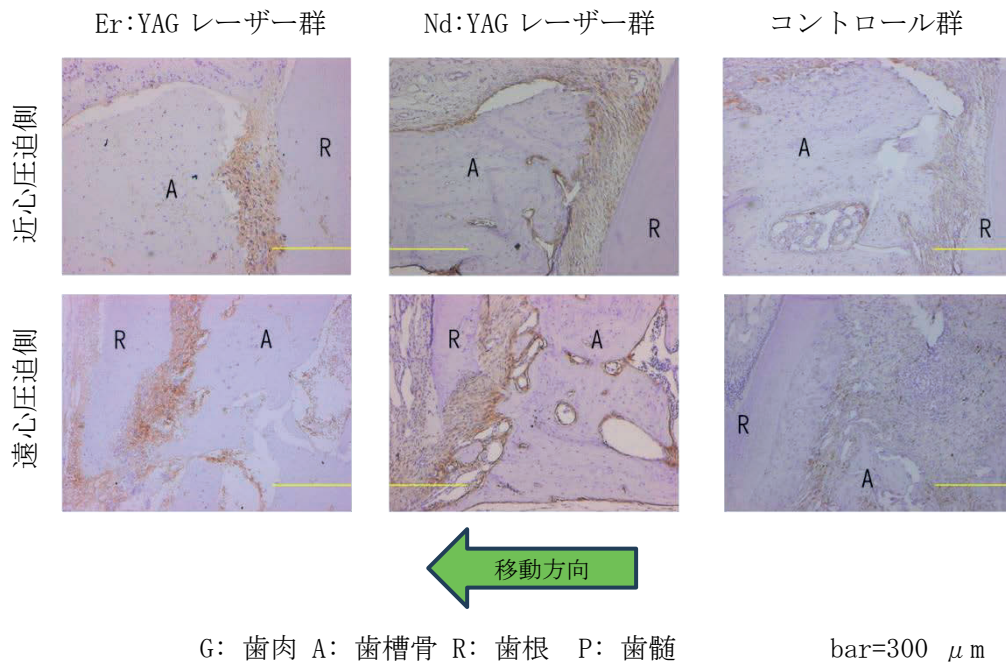 Er:YAG レーザー群 Nd:YAG レーザー群 コントロール群
近心圧迫側
A R A R A R
遠心圧迫側
R A R A R A
移動方向
G: 歯肉 A: 歯槽骨 R: 歯根 P: 歯髄 bar=300 μm